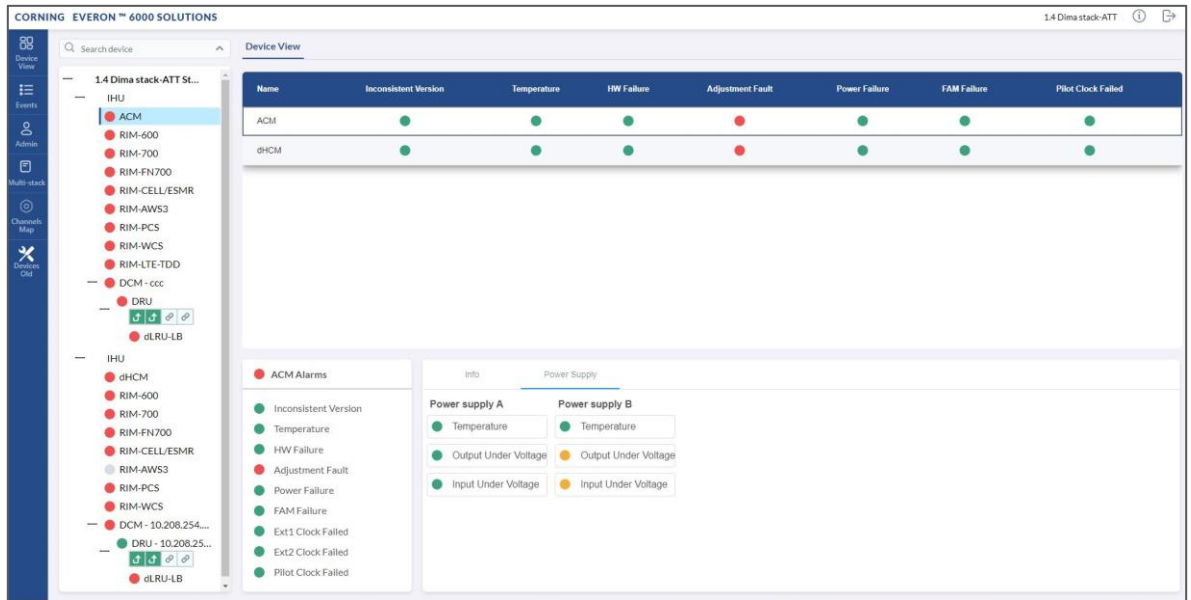 CORNING EVERON ™ 6000 SOLUTIONS
1.4 Dima stack-ATT
Device
View
Events
Admin
Multi-stack
Channels
Map
Devices
Old
Search device
1.4 Dima stack-ATT St...
IHU
ACM
RIM-600
RIM-700
RIM-FN700
RIM-CELL/ESMR
RIM-AWS3
RIM-PCS
RIM-WCS
RIM-LTE-TDD
DCM - ccc
DRU
dLRU-LB
IHU
dHCM
RIM-600
RIM-700
RIM-FN700
RIM-CELL/ESMR
RIM-AWS3
RIM-PCS
RIM-WCS
DCM - 10.208.254....
DRU - 10.208.25...
dLRU-LB
Device View
Name Inconsistent Version Temperature HW Failure Adjustment Fault Power Failure FAM Failure Pilot Clock Failed
ACM
dHCM
ACM Alarms
Inconsistent Version
Temperature
HW Failure
Adjustment Fault
Power Failure
FAM Failure
Ext1 Clock Failed
Ext2 Clock Failed
Pilot Clock Failed
Info Power Supply
Power supply A Power supply B
Temperature Temperature
Output Under Voltage Output Under Voltage
Input Under Voltage Input Under Voltage